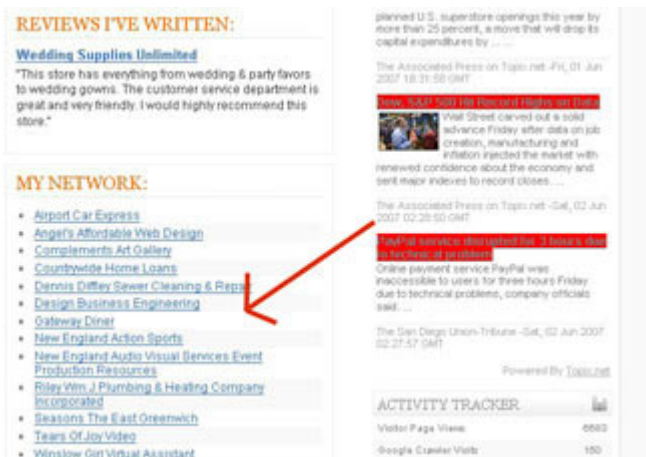 REVIEWS I'VE WRITTEN:
Wedding Supplies Unlimited
"This store has everything from wedding & party favors
to wedding gowns. The customer service department is
great and very friendly. I would highly recommend this
store."
MY NETWORK:
Airport Car Express
Angel's Affordable Web Design
Complements Art Gallery
Countrywide Home Loans
Dennis Diffley Sewer Cleaning & Repair
Design Business Engineering
Gateway Diner
New England Action Sports
New England Audio Visual Services Event
Production Resources
Riley Wm J Plumbing & Heating Company
Incorporated
Seasons The East Greenwich
Tears Of Joy Video
Winslow Girl Virtual Assistant
planned U.S. superstore openings this year by
more than 25 percent, a move that will drop its
capital expenditures by ......
The Associated Press on Topix.net -Fri, 01 Jun
2007 18:31:58 GMT
Dow, S&P 500 Hit Record Highs on Data
Wall Street carved out a solid
advance Friday after data on job
creation, manufacturing and
inflation injected the market with
renewed confidence about the economy and
sent major indexes to record closes. ...
The Associated Press on Topix.net -Sat, 02 Jun
2007 02:28:50 GMT
PayPal service disrupted for 3 hours due
to technical problem
Online payment service PayPal was
inaccessible to users for three hours Friday
due to technical problems, company officials
said. ...
The San Diego Union-Tribune -Sat, 02 Jun 2007
02:27:57 GMT
Powered By Topix.net
ACTIVITY TRACKER
Visitor Page Views 6683
Google Crawler Visits 150